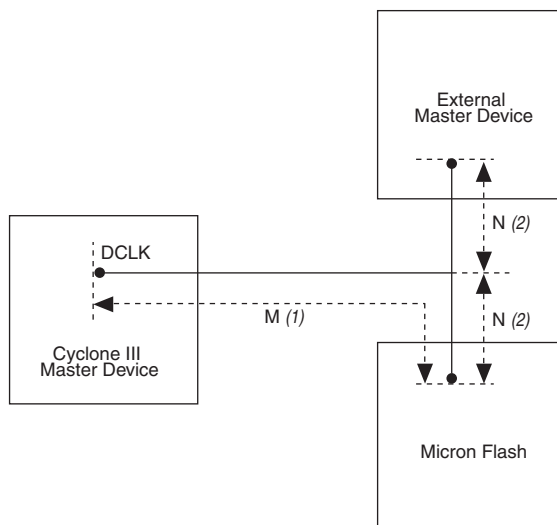 External
Master Device
N (2)
DCLK
M (1)
N (2)
Cyclone III
Master Device
Micron Flash